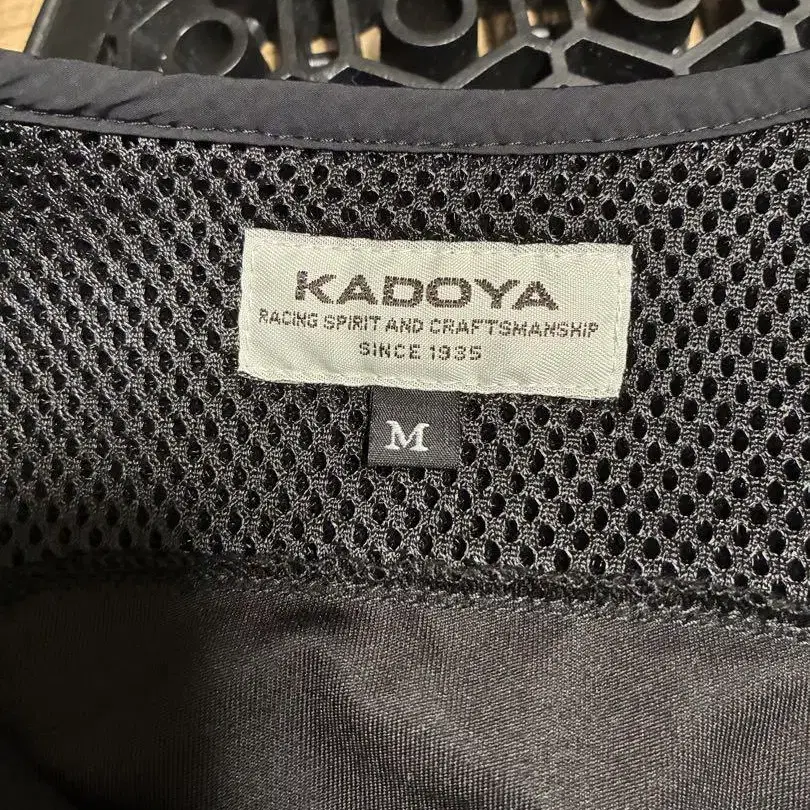 KADOYA
RACING SPIRIT AND CRAFTSMANSHIP
SINCE 1935
M